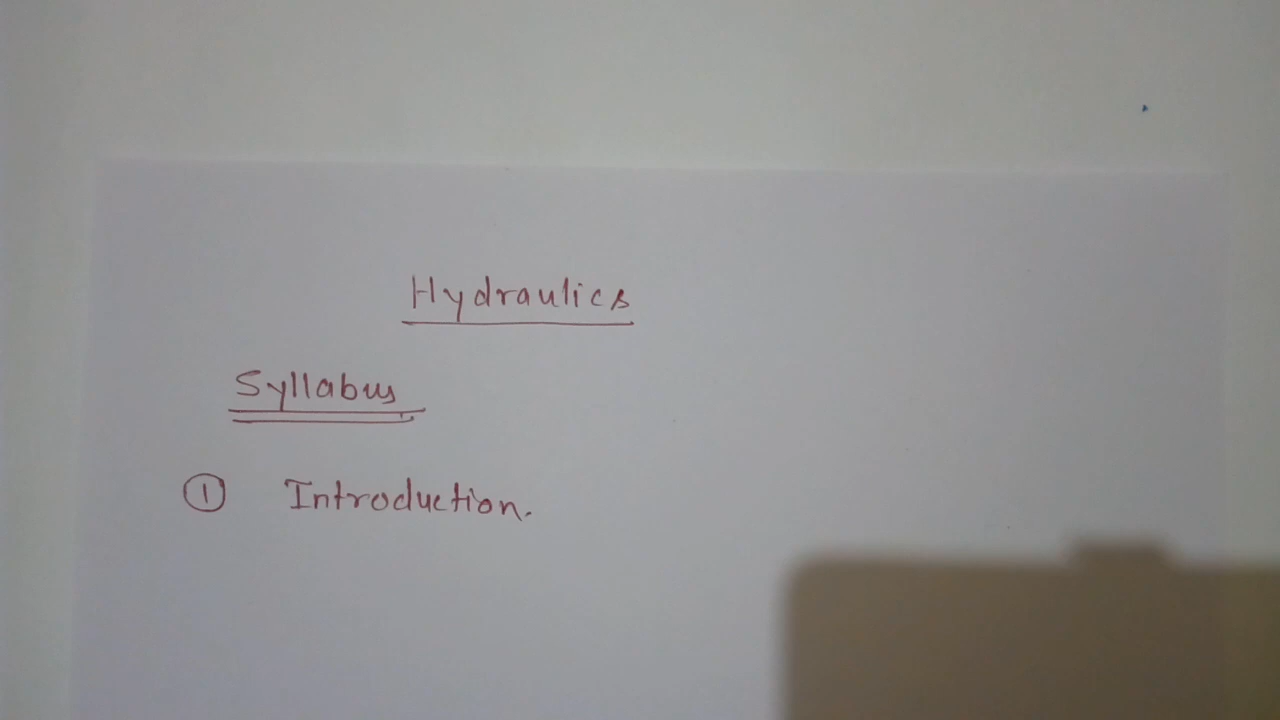 Hydraulics
Syllabus
① Introduction.